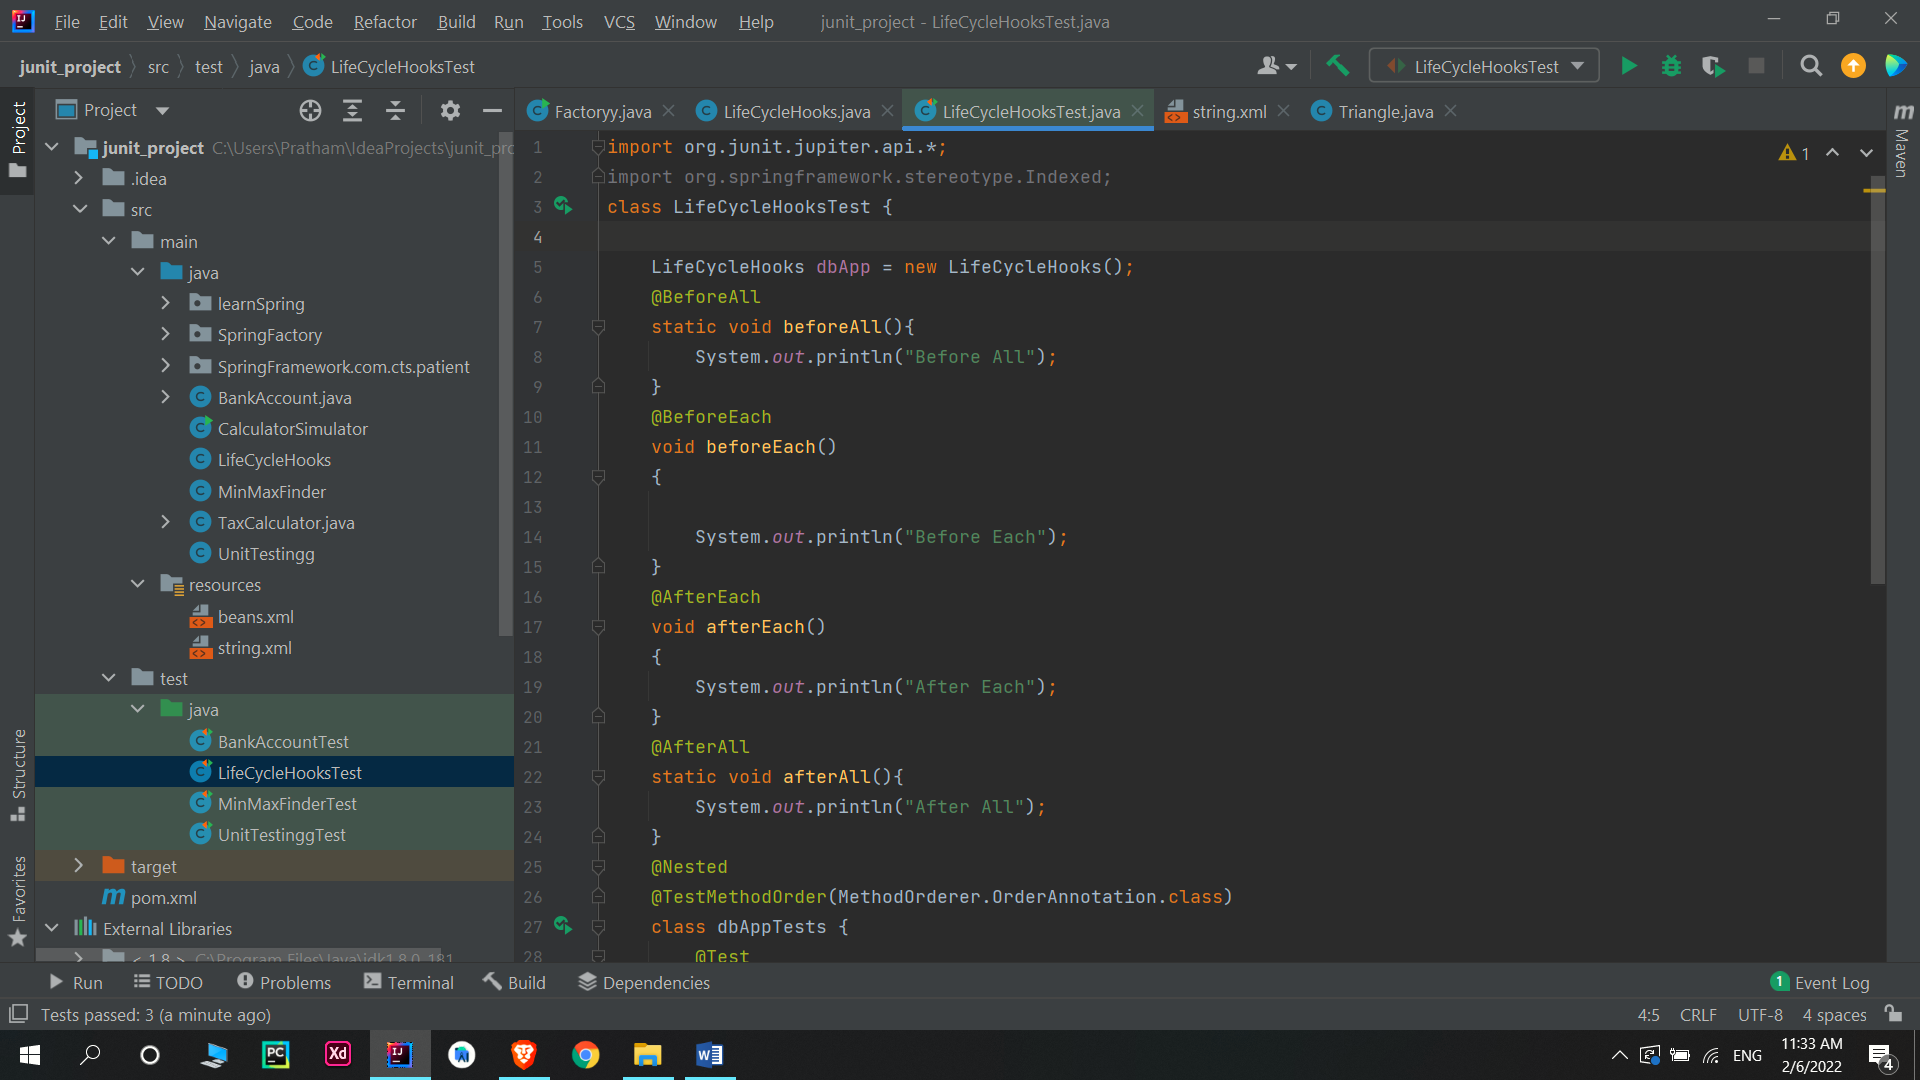 File Edit View Navigate Code Refactor Build Run Tools VCS Window Help junit_project - LifeCycleHooksTest.java
junit_project src test java LifeCycleHooksTest
LifeCycleHooksTest
Project
Project
junit_project C:\Users\Pratham\IdeaProjects\junit_prc
.idea
src
main
java
learnSpring
SpringFactory
SpringFramework.com.cts.patient
BankAccount.java
CalculatorSimulator
LifeCycleHooks
MinMaxFinder
TaxCalculator.java
UnitTestingg
resources
beans.xml
string.xml
test
java
BankAccountTest
LifeCycleHooksTest
MinMaxFinderTest
UnitTestinggTest
target
pom.xml
External Libraries
< 1.8 > C:\Program Files\Java\jdk1.8.0_181
Structure
Favorites
Factoryy.java LifeCycleHooks.java LifeCycleHooksTest.java string.xml Triangle.java
Maven
1
1 import org.junit.jupiter.api.*;
2 import org.springframework.stereotype.Indexed;
3 class LifeCycleHooksTest {
4
5 LifeCycleHooks dbApp = new LifeCycleHooks();
6 @BeforeAll
7 static void beforeAll(){
8 System.out.println("Before All");
9 }
10 @BeforeEach
11 void beforeEach()
12 {
13
14 System.out.println("Before Each");
15 }
16 @AfterEach
17 void afterEach()
18 {
19 System.out.println("After Each");
20 }
21 @AfterAll
22 static void afterAll(){
23 System.out.println("After All");
24 }
25 @Nested
26 @TestMethodOrder(MethodOrderer.OrderAnnotation.class)
27 class dbAppTests {
28 @Test
Run TODO Problems Terminal Build Dependencies 1 Event Log
Tests passed: 3 (a minute ago) 4:5 CRLF UTF-8 4 spaces
PC Xd IJ ENG 11:33 AM
2/6/2022 4